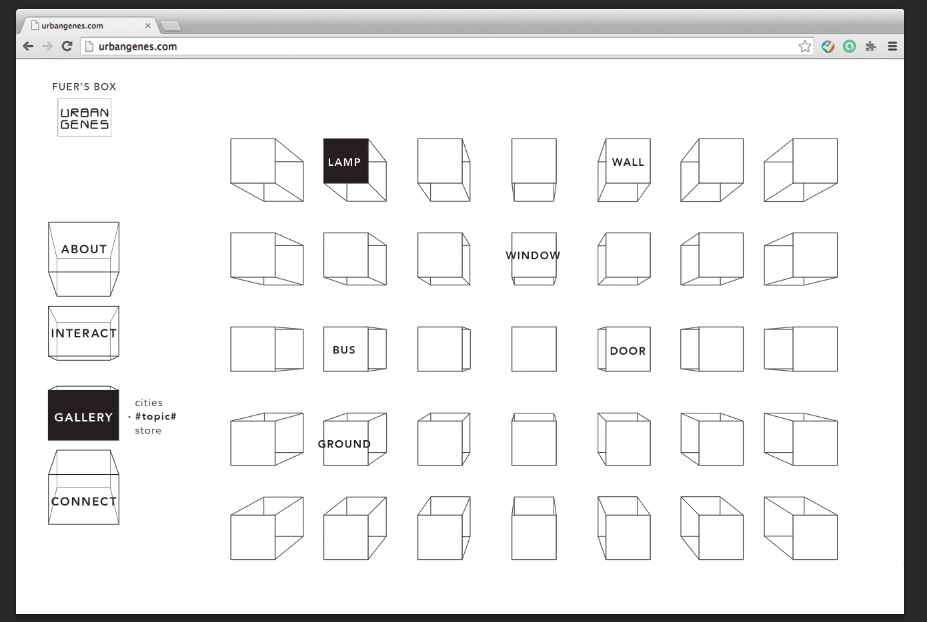 urbangenes.com
urbangenes.com
FUER'S BOX
URBAN
GENES
LAMP
WALL
ABOUT
WINDOW
INTERACT
BUS
DOOR
GALLERY
cities
· #topic#
store
GROUND
CONNECT